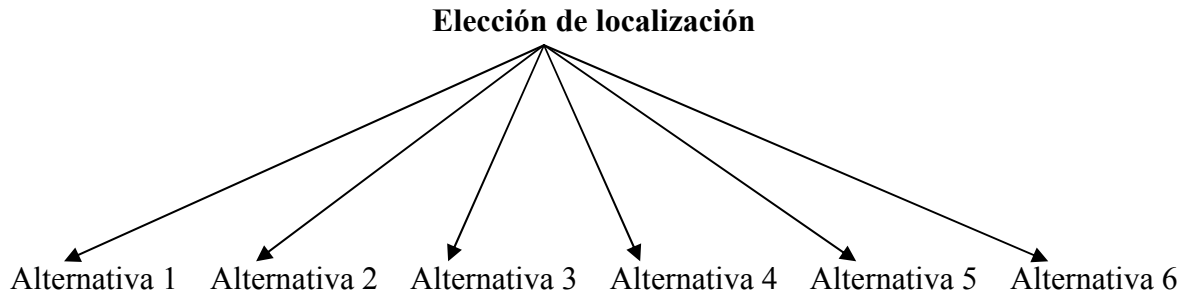 Elección de localización
Alternativa 1 Alternativa 2 Alternativa 3 Alternativa 4 Alternativa 5 Alternativa 6